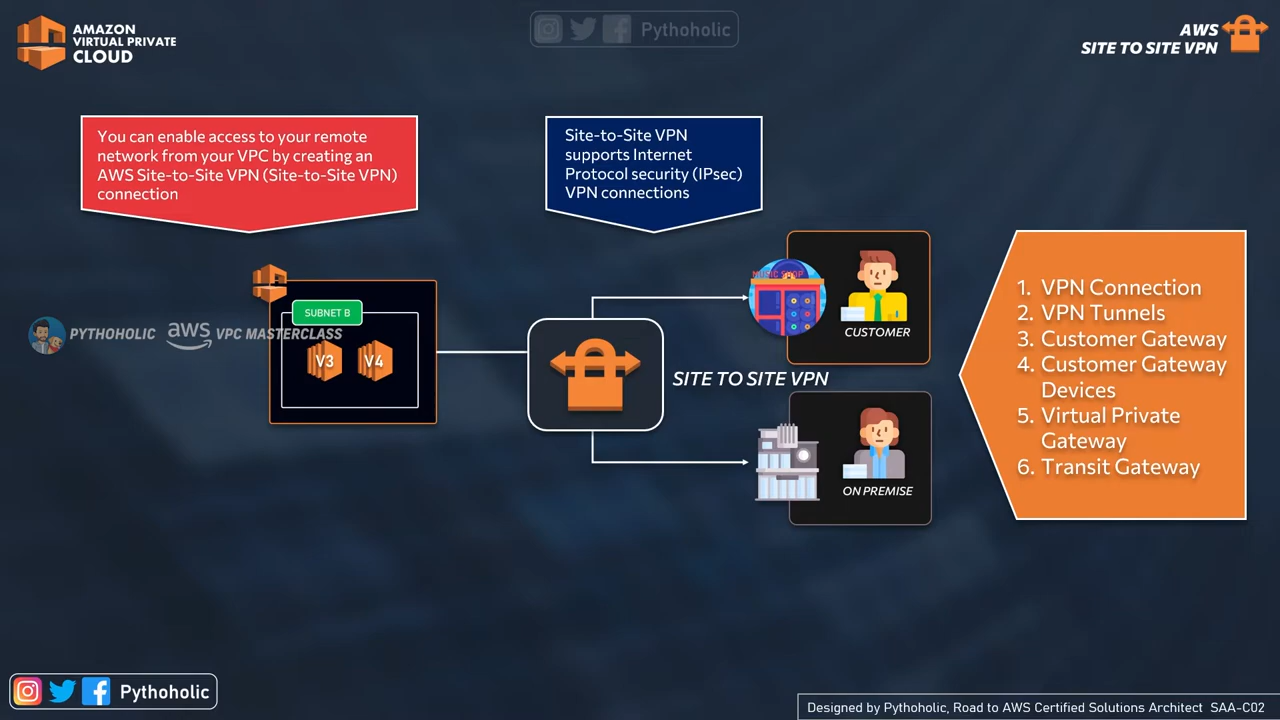 AMAZON
VIRTUAL PRIVATE
CLOUD
Pythoholic
AWS
SITE TO SITE VPN
You can enable access to your remote
network from your VPC by creating an
AWS Site-to-Site VPN (Site-to-Site VPN)
connection
Site-to-Site VPN
supports Internet
Protocol security (IPsec)
VPN connections
SUBNET B
V3
V4
PYTHOHOLIC
aws
VPC MASTERCLASS
SITE TO SITE VPN
MUSIC SHOP
CUSTOMER
ON PREMISE
1. VPN Connection
2. VPN Tunnels
3. Customer Gateway
4. Customer Gateway
Devices
5. Virtual Private
Gateway
6. Transit Gateway
Pythoholic
Designed by Pythoholic, Road to AWS Certified Solutions Architect SAA-C02